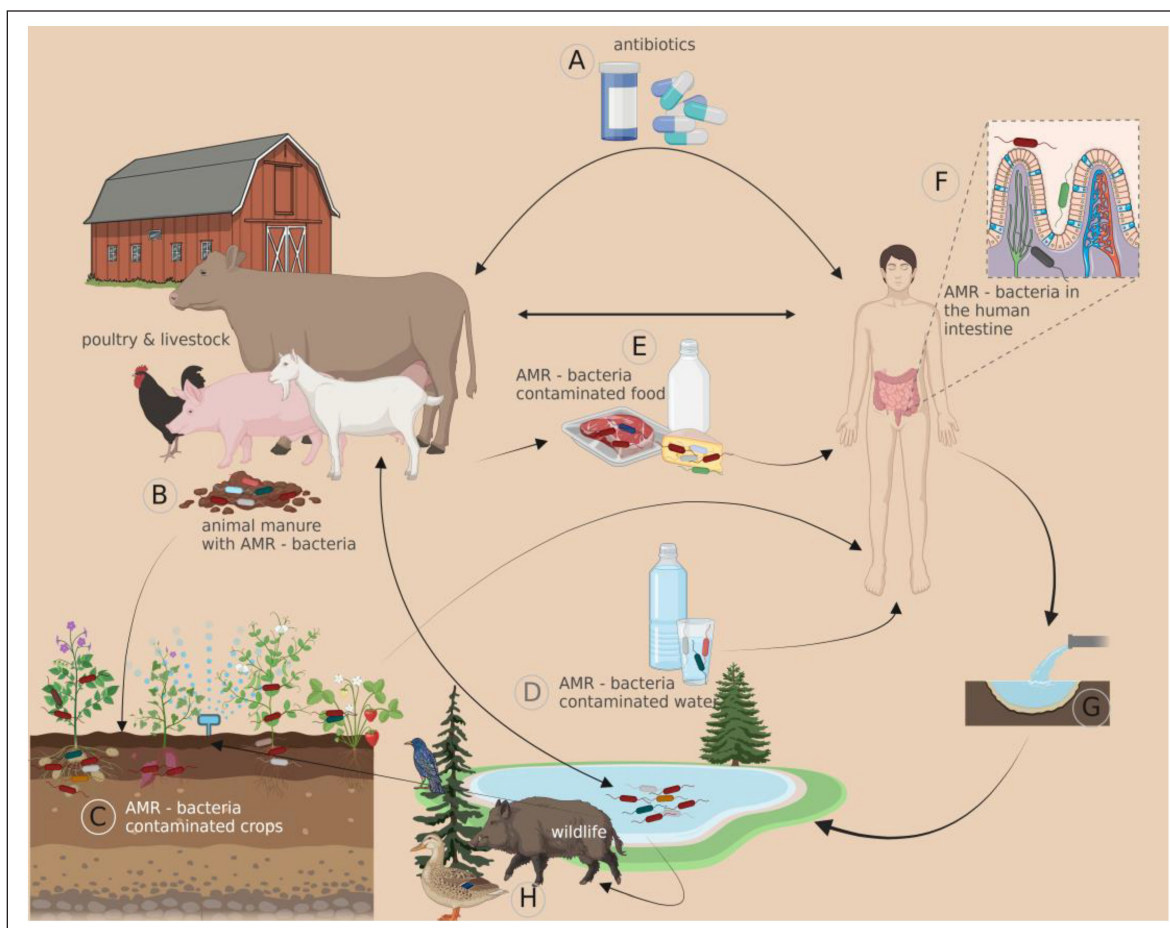 A
antibiotics
F
AMR - bacteria in
the human
intestine
poultry & livestock
E
AMR - bacteria
contaminated food
B
animal manure
with AMR - bacteria
D
AMR - bacteria
contaminated water
G
C
AMR - bacteria
contaminated crops
wildlife
H